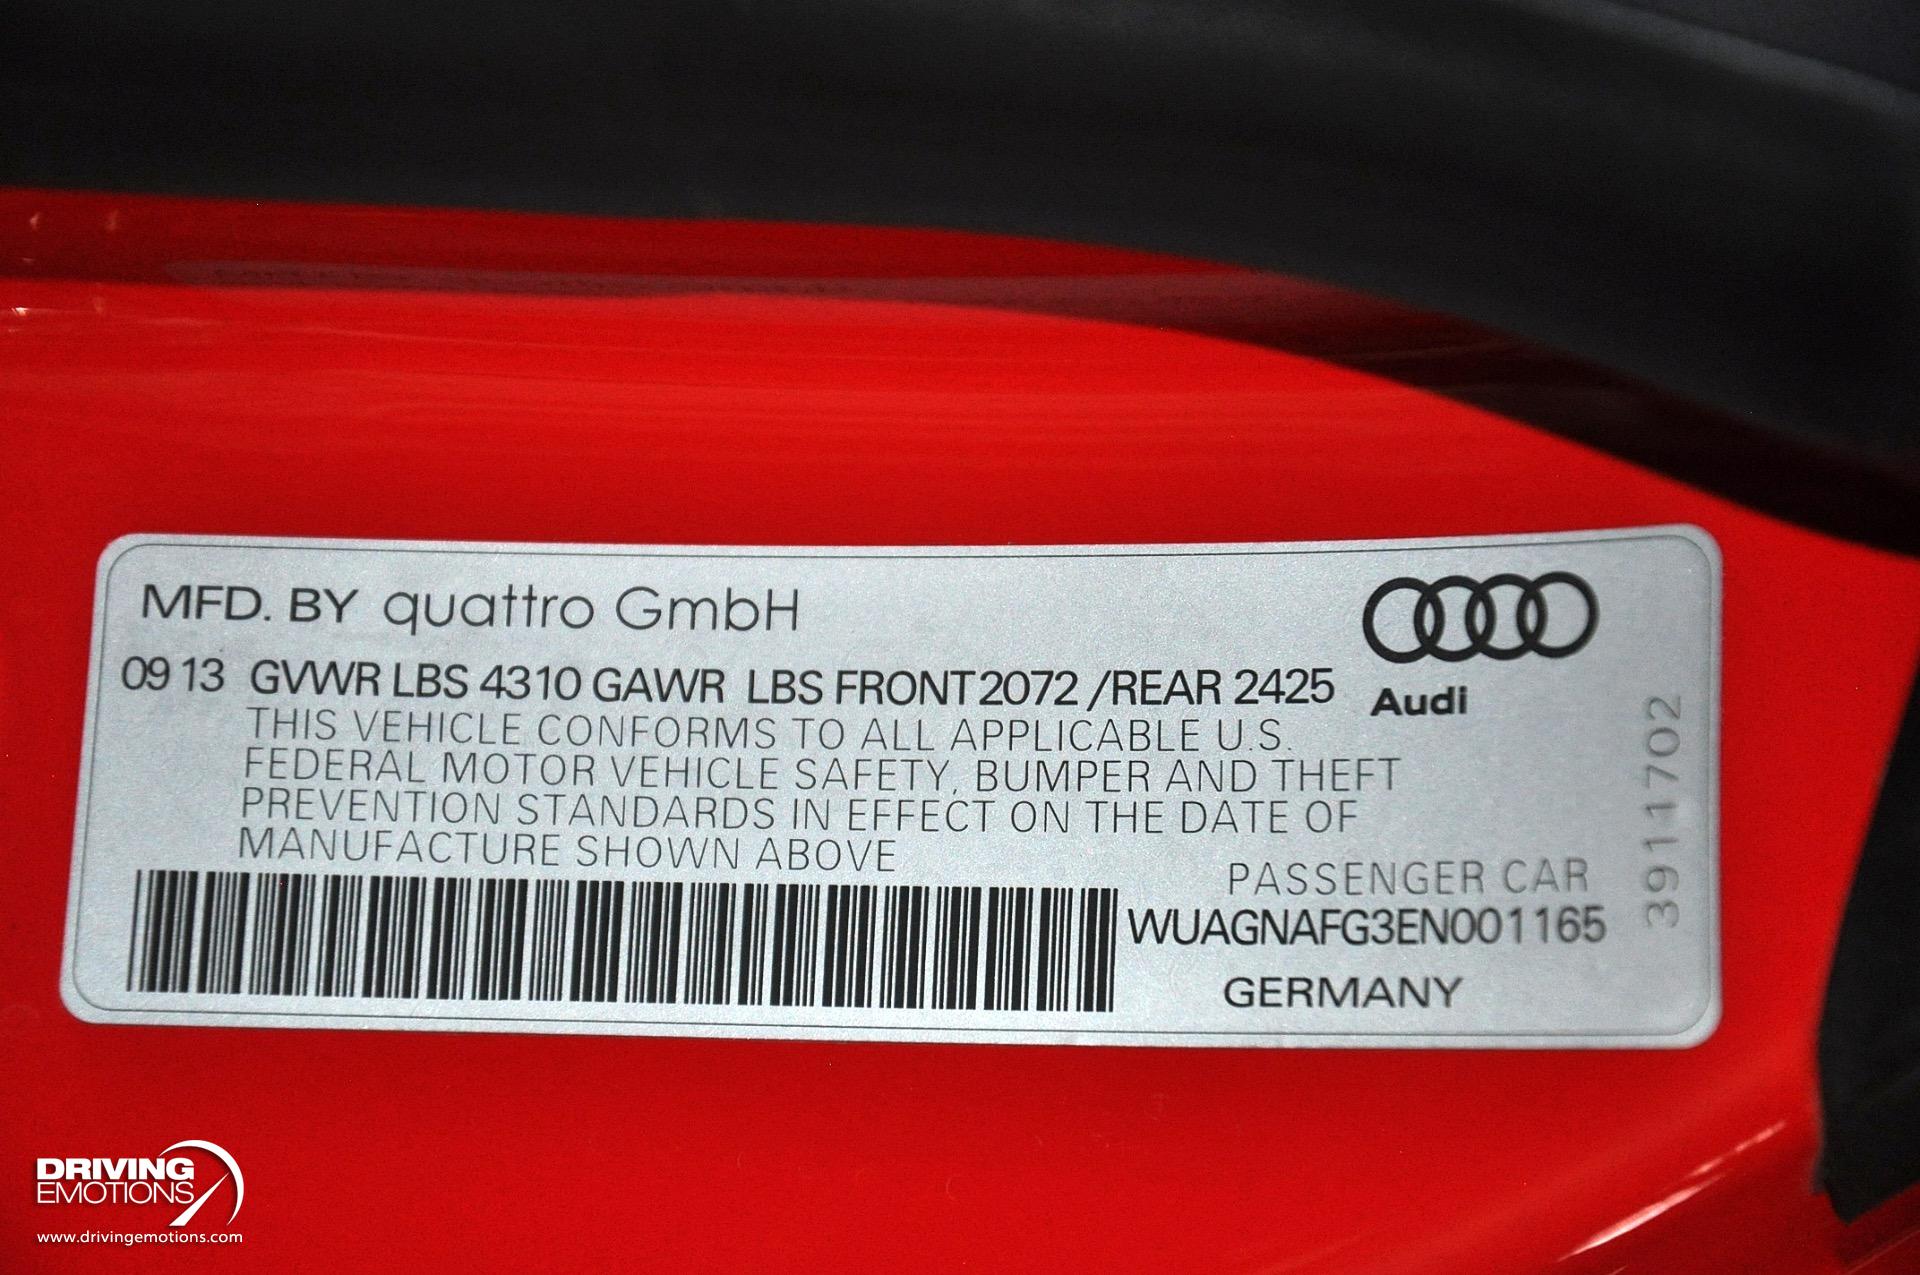 MFD. BY quattro GmbH
09 13 GVWR LBS 4310 GAWR LBS FRONT 2072 /REAR 2425
Audi
THIS VEHICLE CONFORMS TO ALL APPLICABLE U.S.
FEDERAL MOTOR VEHICLE SAFETY, BUMPER AND THEFT
PREVENTION STANDARDS IN EFFECT ON THE DATE OF
MANUFACTURE SHOWN ABOVE
PASSENGER CAR
WUAGNAFG3EN001165
GERMANY
3911702
DRIVING
EMOTIONS
www.drivingemotions.com